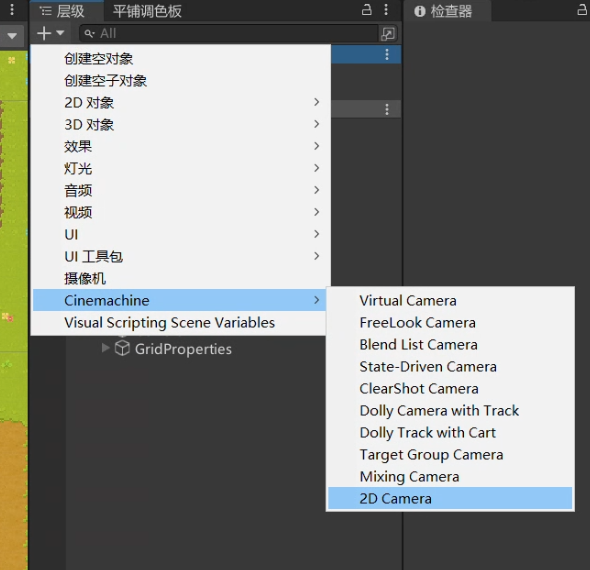 层级
平铺调色板
检查器
All
创建空对象
创建空子对象
2D 对象
3D 对象
效果
灯光
音频
视频
UI
UI 工具包
摄像机
Cinemachine
Visual Scripting Scene Variables
GridProperties
Virtual Camera
FreeLook Camera
Blend List Camera
State-Driven Camera
ClearShot Camera
Dolly Camera with Track
Dolly Track with Cart
Target Group Camera
Mixing Camera
2D Camera